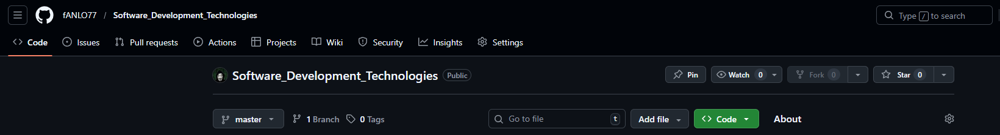 fANLO77 / Software_Development_Technologies Type / to search
Code Issues Pull requests Actions Projects Wiki Security Insights Settings
Software_Development_Technologies Public Pin Watch 0 Fork 0 Star 0
master 1 Branch 0 Tags Go to file t Add file Code About